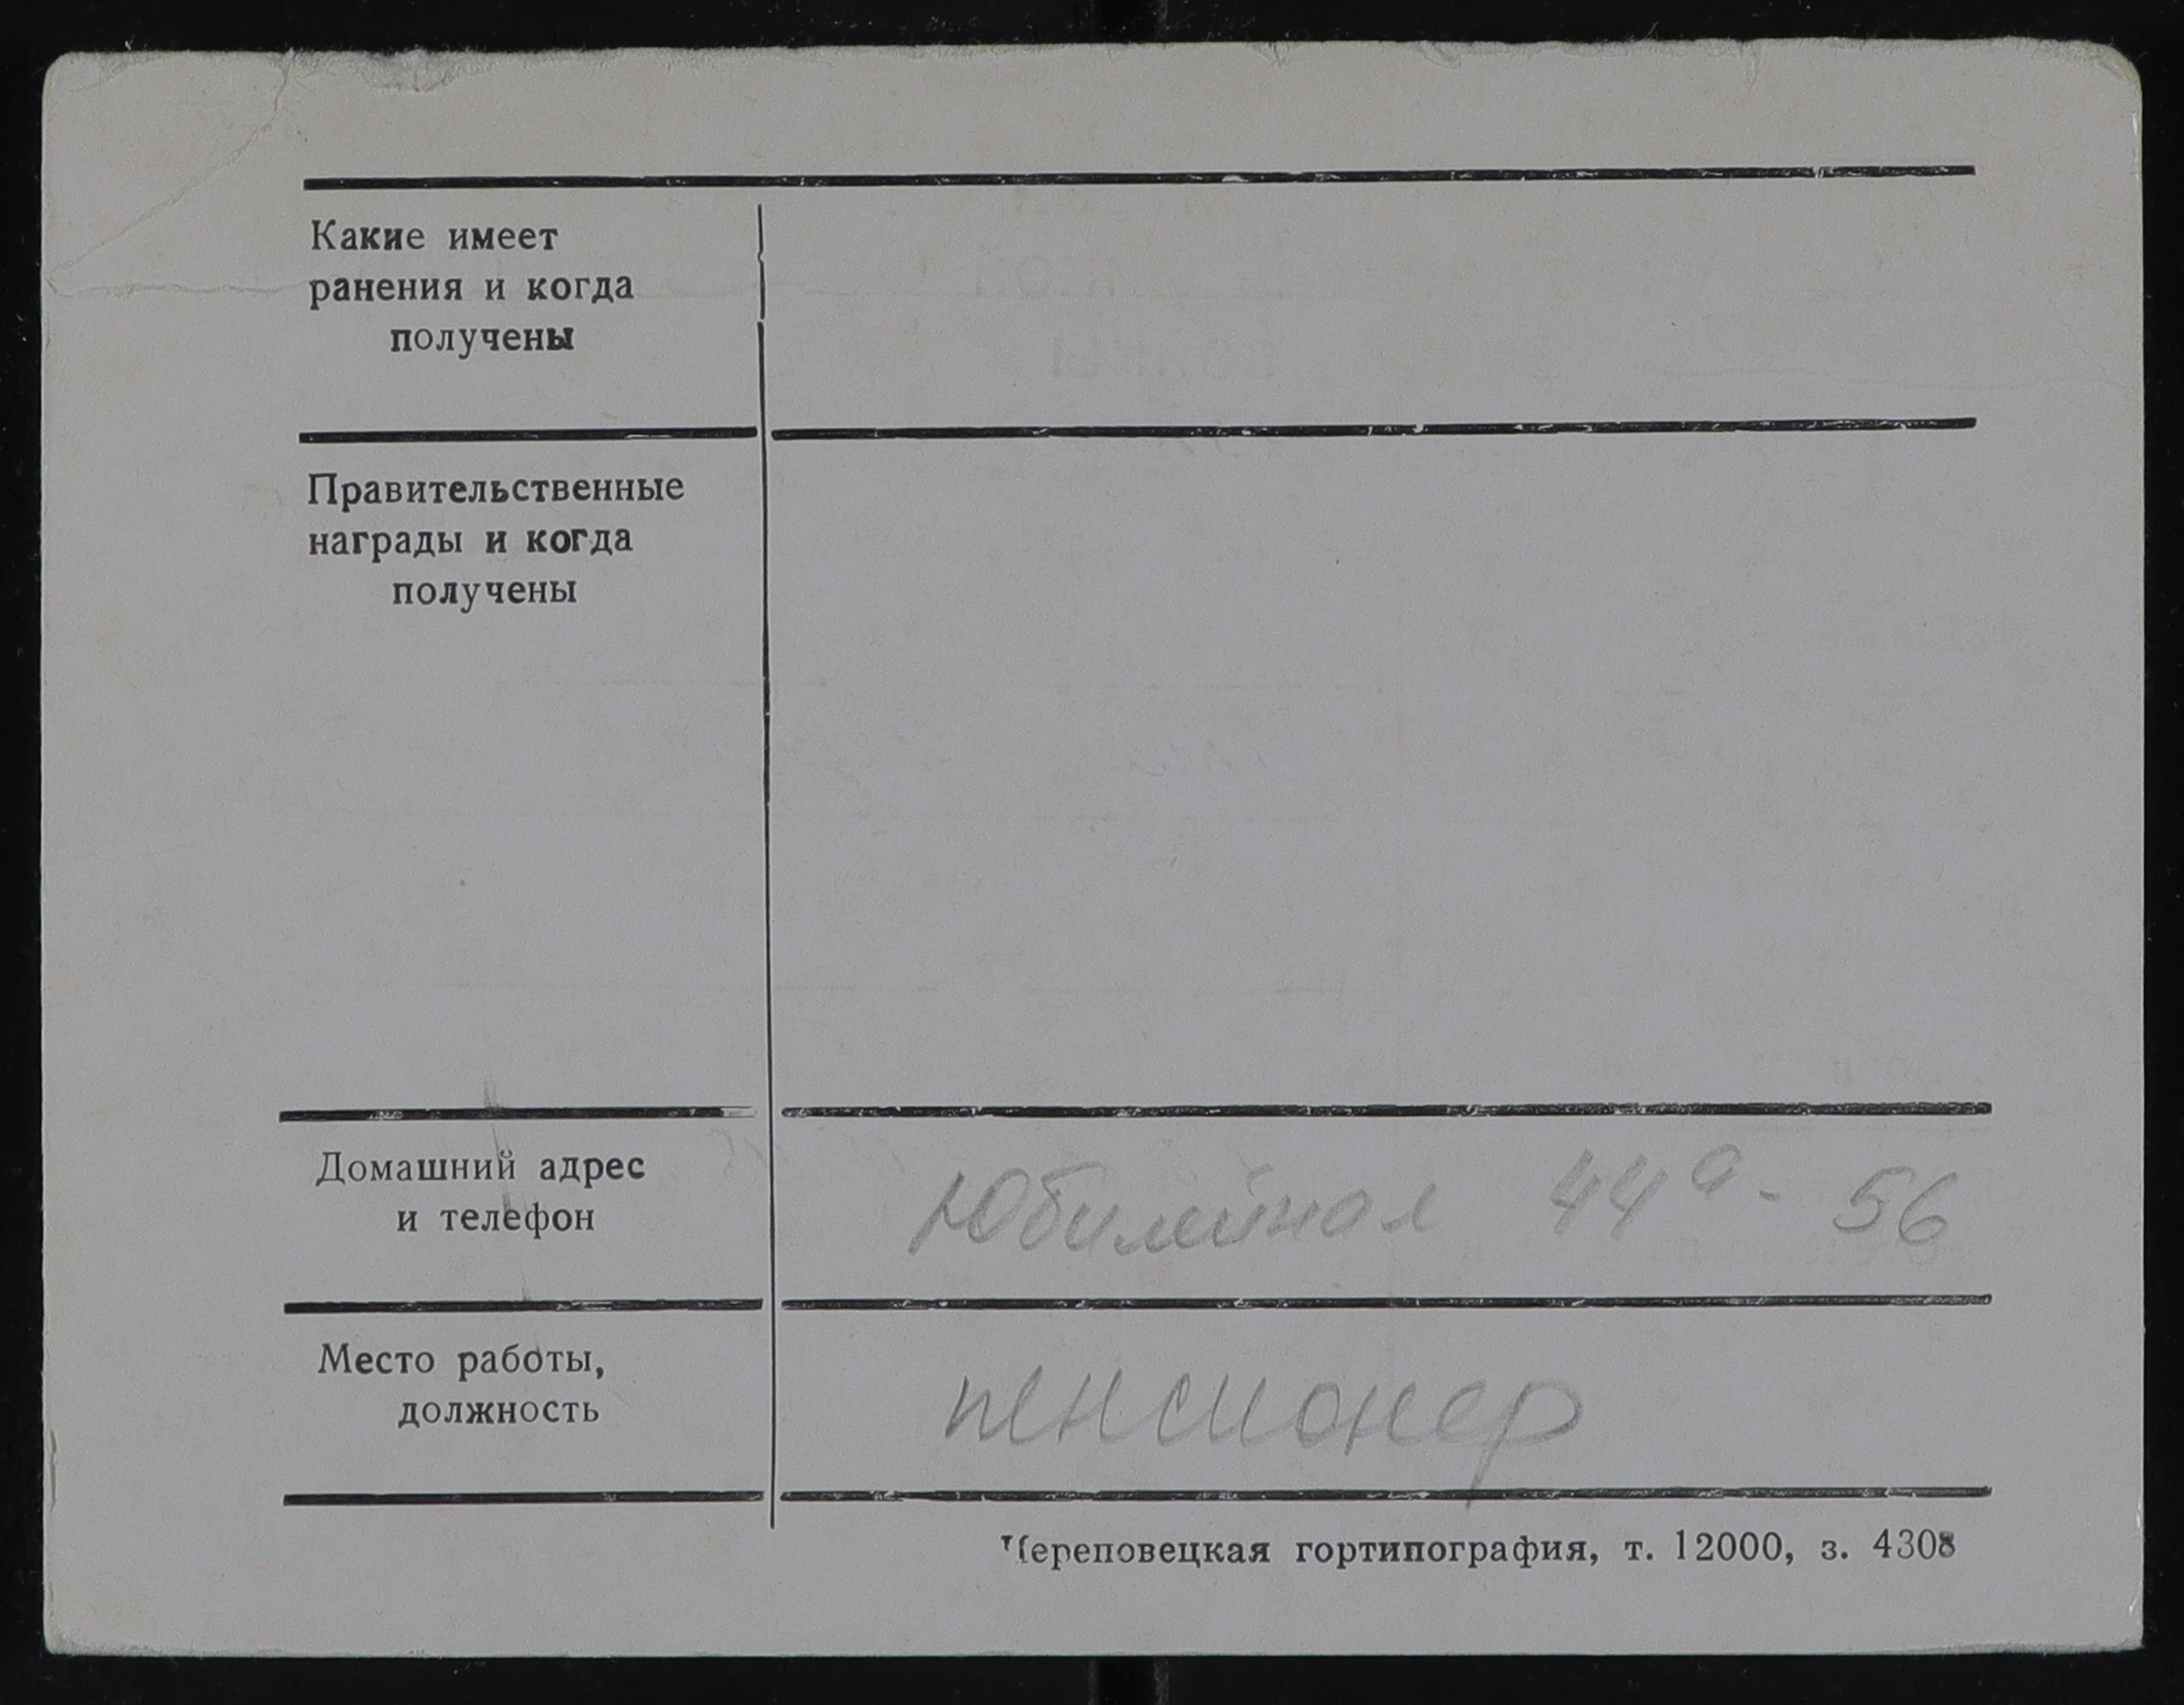 Какие имеет
ранения и когда
получены
Правительственные
награды и когда
получены
Домашний адрес
и телефон
Юбилейная 44а - 56
Место работы,
должность
пенсионер
Череповецкая гортипография, т. 12000, з. 4308